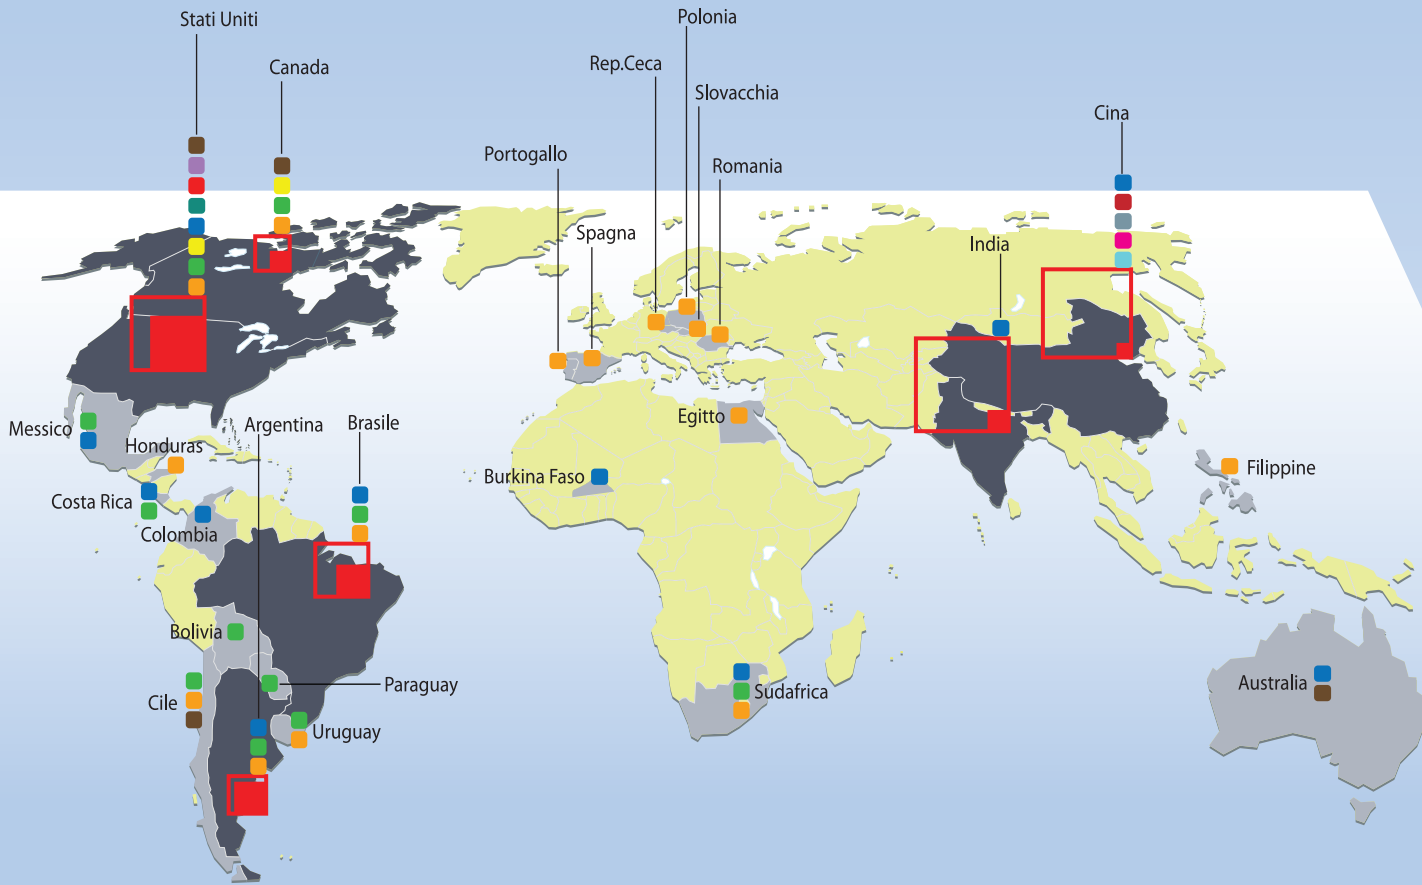 Stati Uniti
Canada
Polonia
Rep.Ceca
Slovacchia
Cina
Portogallo
Romania
Spagna
India
Messico
Argentina
Brasile
Honduras
Egitto
Costa Rica
Burkina Faso
Filippine
Colombia
Bolivia
Paraguay
Sudafrica
Australia
Cile
Uruguay